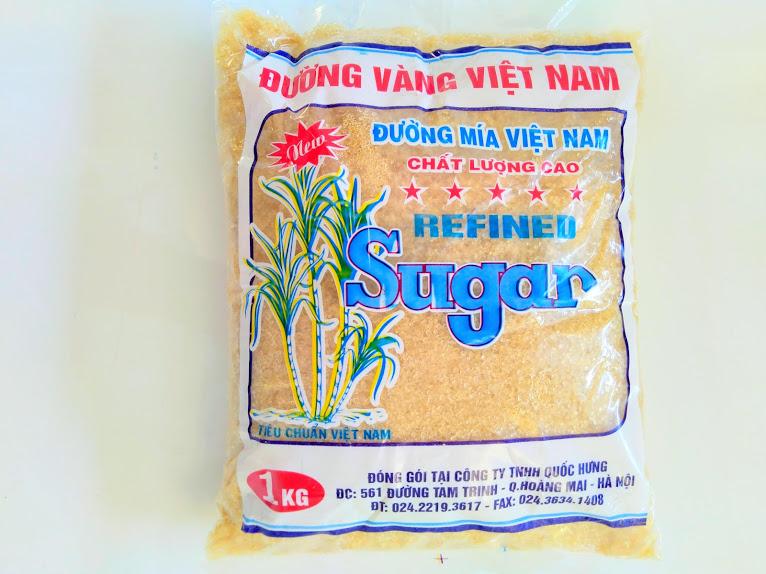 ĐƯỜNG VÀNG VIỆT NAM
New
ĐƯỜNG MÍA VIỆT NAM
CHẤT LƯỢNG CAO
REFINED
Sugar
TIÊU CHUẨN VIỆT NAM
1KG
ĐÓNG GÓI TẠI CÔNG TY TNHH QUỐC HƯNG
ĐC: 561 ĐƯỜNG TAM TRINH - Q.HOÀNG MAI - HÀ NỘI
ĐT: 024.2219.3617 - FAX: 024.3634.1408